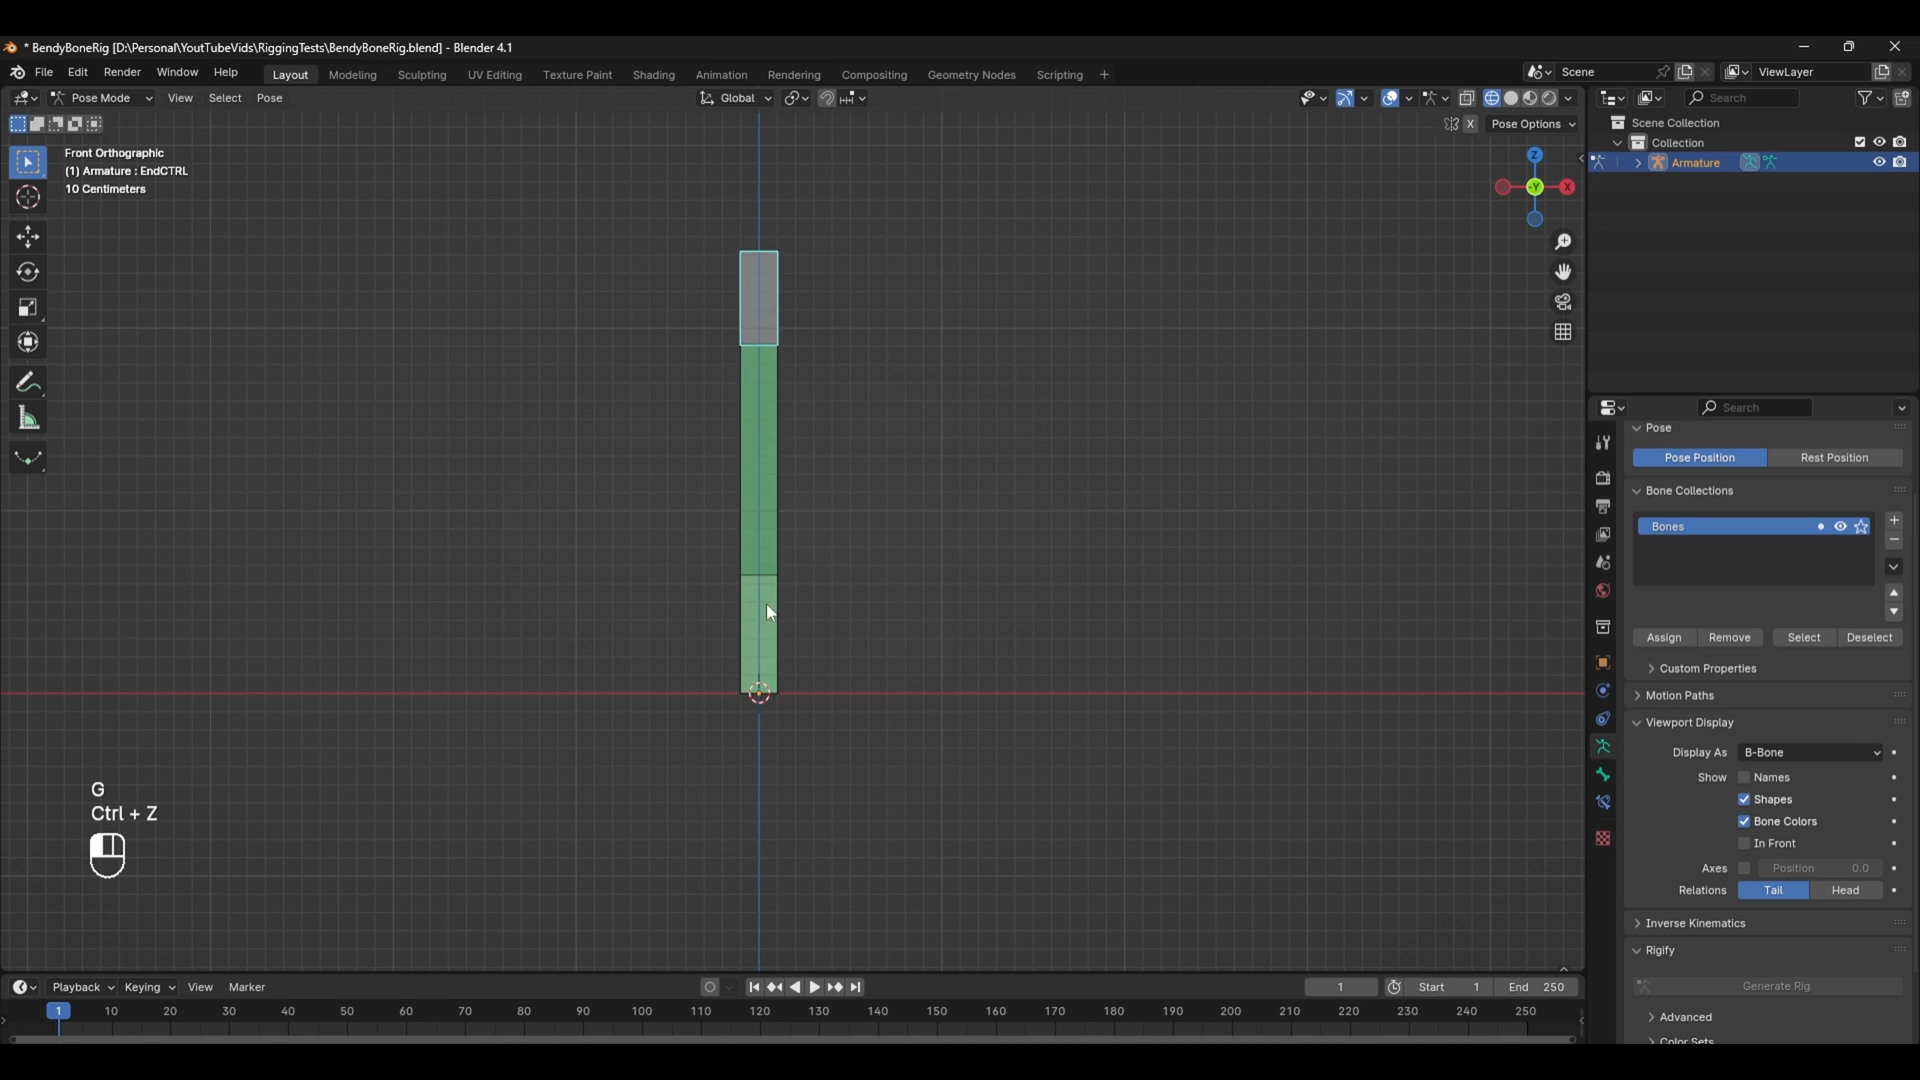 * BendyBoneRig [D:\Personal\YoutTubeVids\RiggingTests\BendyBoneRig.blend] - Blender 4.1
File Edit Render Window Help Layout Modeling Sculpting UV Editing Texture Paint Shading Animation Rendering Compositing Geometry Nodes Scripting + Scene ViewLayer
Pose Mode View Select Pose Global Search
X Pose Options
Scene Collection
Collection
Armature
Front Orthographic
(1) Armature : EndCTRL
10 Centimeters
Z
-Y X
Search
Pose
Pose Position Rest Position
Bone Collections
Bones
Assign Remove Select Deselect
Custom Properties
Motion Paths
Viewport Display
Display As B-Bone
Show Names
Shapes
Bone Colors
In Front
Axes Position 0.0
Relations Tail Head
Inverse Kinematics
Rigify
Generate Rig
Advanced
Color Sets
G
Ctrl + Z
Playback Keying View Marker 1 Start 1 End 250
1 10 20 30 40 50 60 70 80 90 100 110 120 130 140 150 160 170 180 190 200 210 220 230 240 250